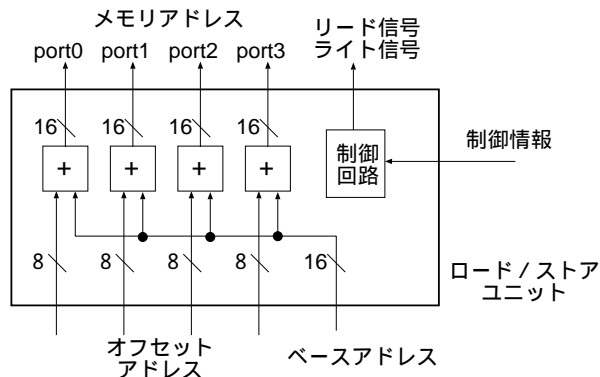 メモリアドレス
port0 port1 port2 port3
リード信号
ライト信号
16 16 16 16
+ + + +
制御
回路
制御情報
8 8 8 8 16
ロード / ストア
ユニット
オフセット
アドレス
ベースアドレス